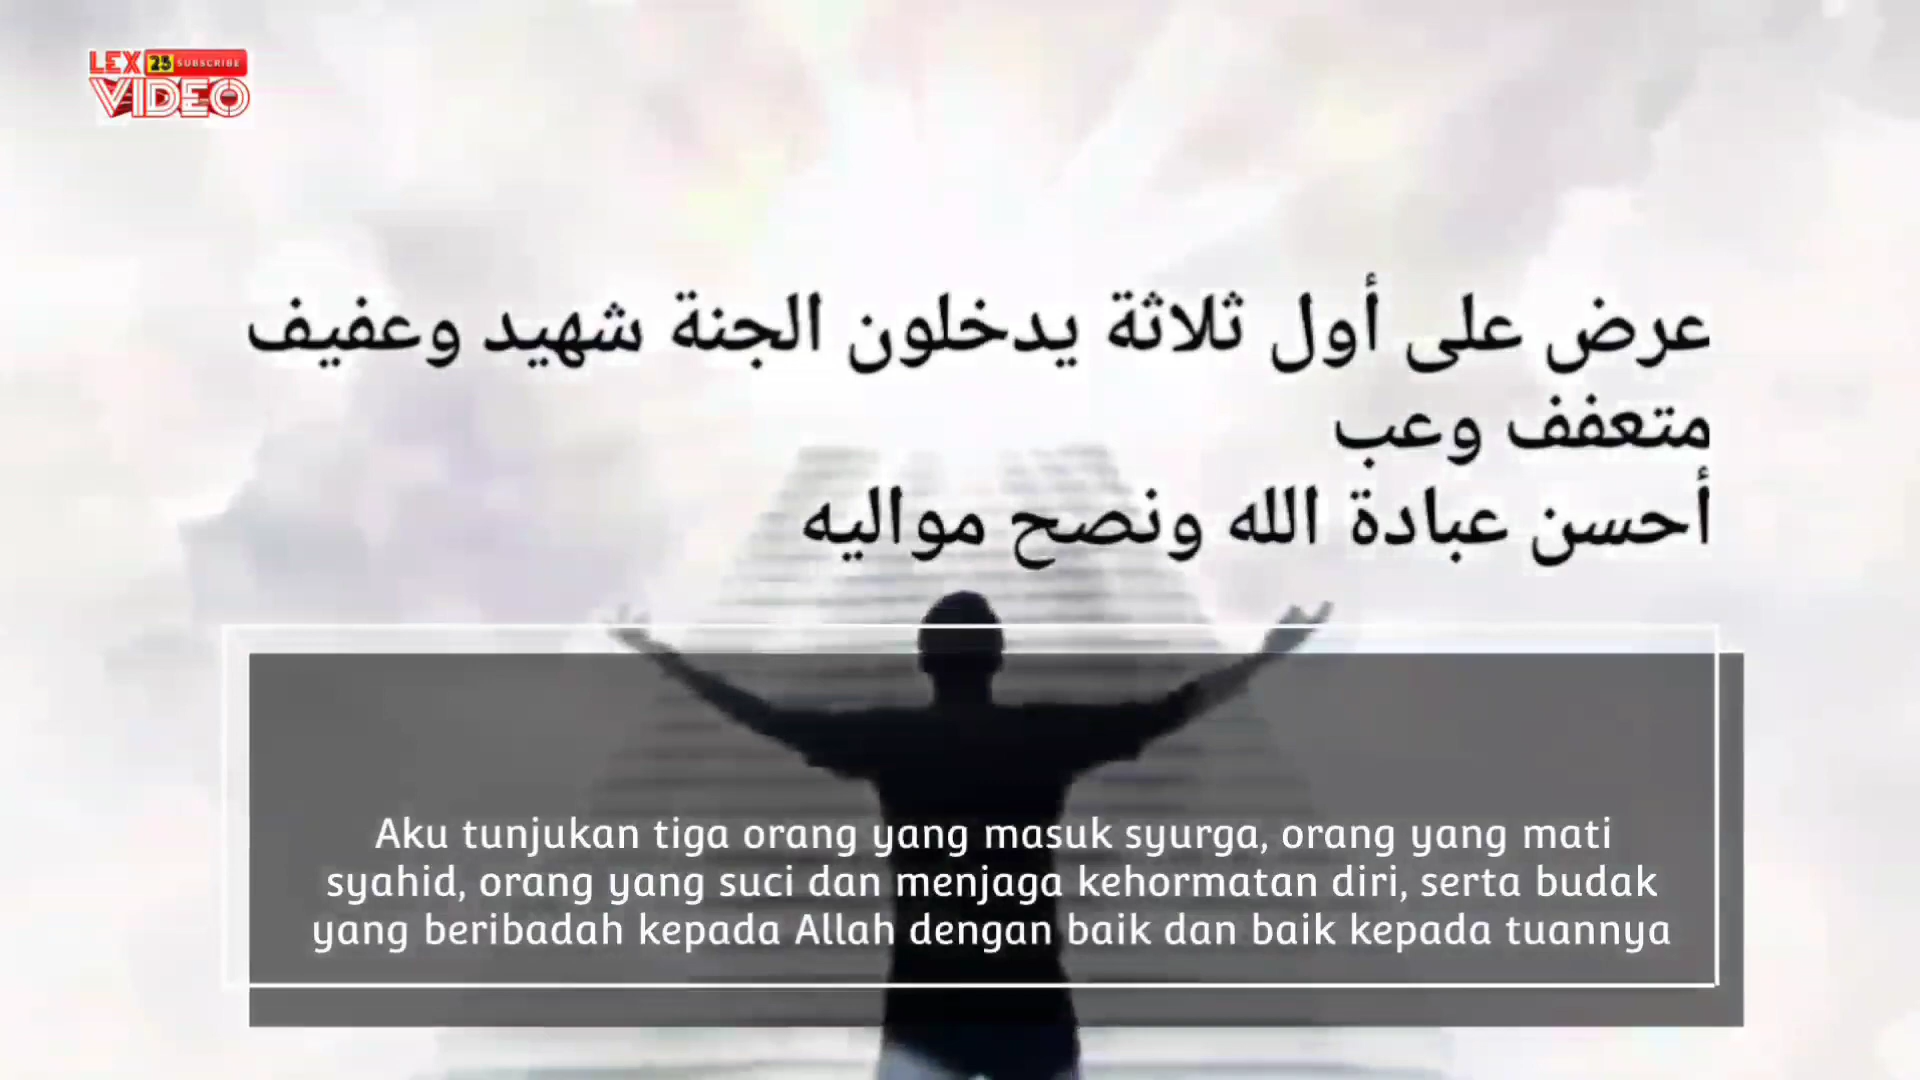 LEX 25 SUBSCRIBE
VIDEO
عرض على أول ثلاثة يدخلون الجنة شهيد وعفيف
متعفف وعب
أحسن عبادة الله ونصح مواليه
Aku tunjukan tiga orang yang masuk syurga, orang yang mati
syahid, orang yang suci dan menjaga kehormatan diri, serta budak
yang beribadah kepada Allah dengan baik dan baik kepada tuannya